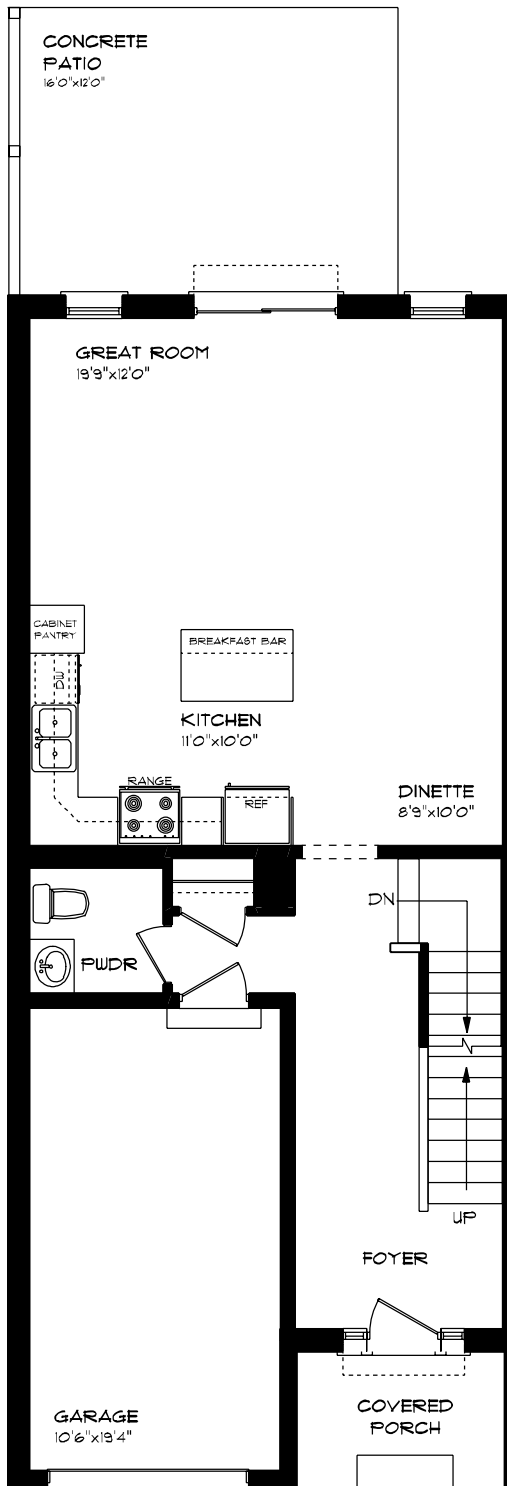 CONCRETE
PATIO
16'0"x12'0"
GREAT ROOM
19'9"x12'0"
CABINET
PANTRY
BREAKFAST BAR
DW
KITCHEN
11'0"x10'0"
RANGE
REF
DINETTE
8'9"x10'0"
DN
PWDR
UP
FOYER
GARAGE
10'6"x19'4"
COVERED
PORCH